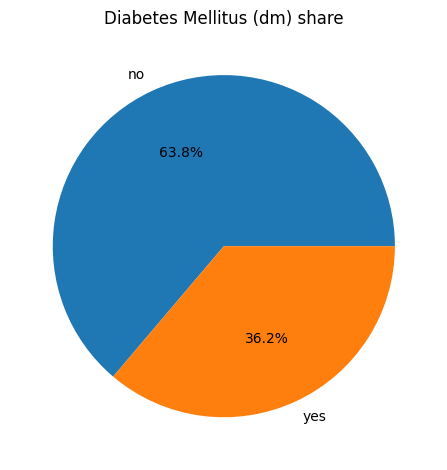 Diabetes Mellitus (dm) share
no
63.8%
36.2%
yes